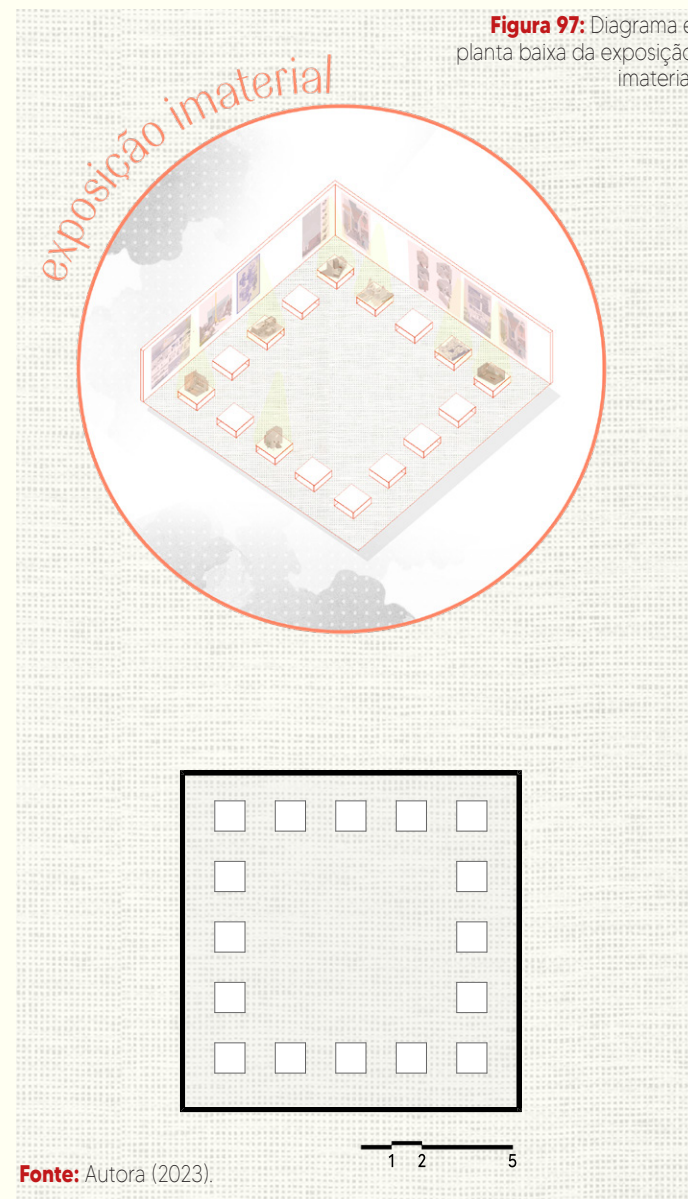 Figura 97: Diagrama e
planta baixa da exposição
imateria
exposição imaterial
1 2 5
Fonte: Autora (2023).